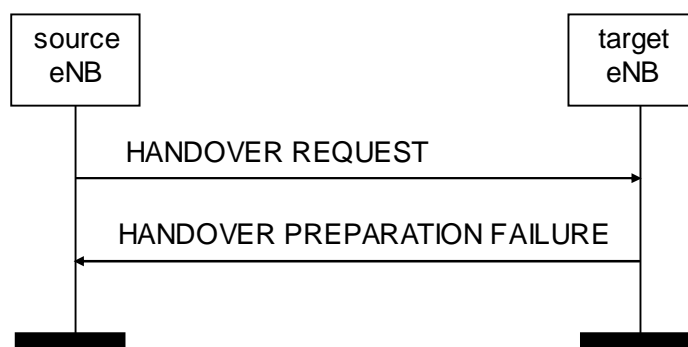 source
eNB
target
eNB
HANDOVER REQUEST
HANDOVER PREPARATION FAILURE